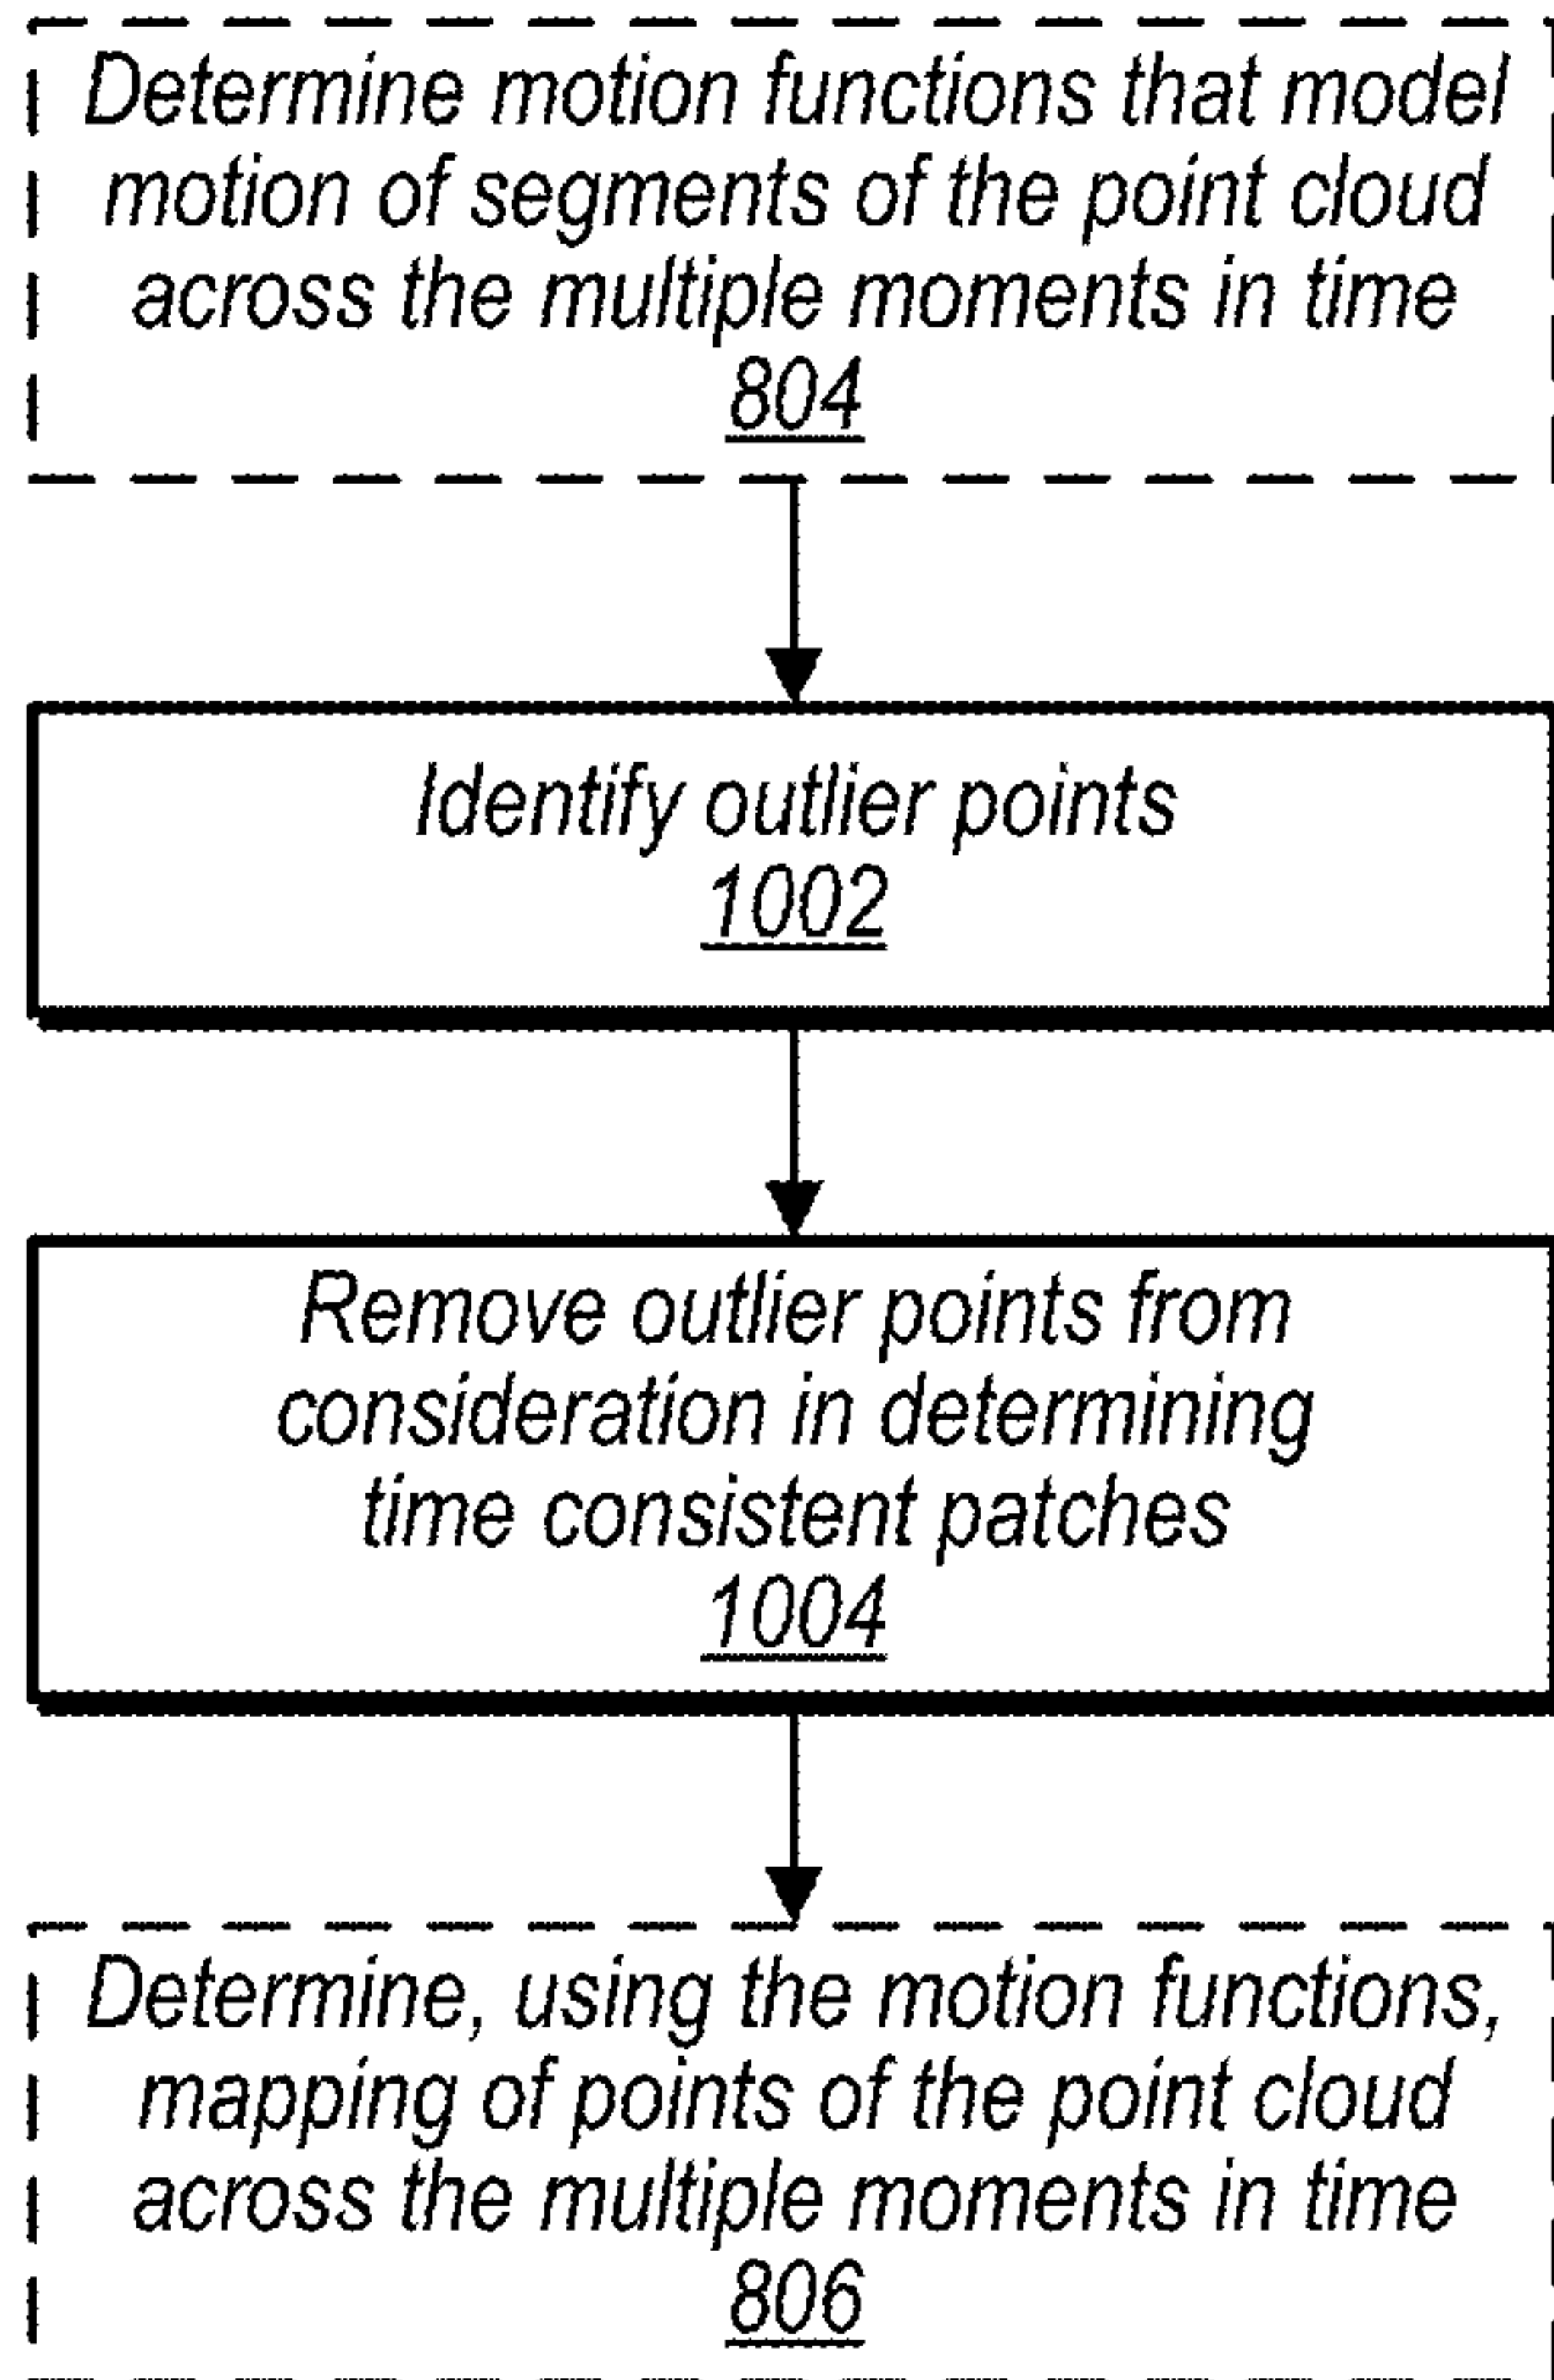 Determine motion functions that model
motion of segments of the point cloud
across the multiple moments in time
804
Identify outlier points
1002
Remove outlier points from
consideration in determining
time consistent patches
1004
Determine, using the motion functions,
mapping of points of the point cloud
across the multiple moments in time
806